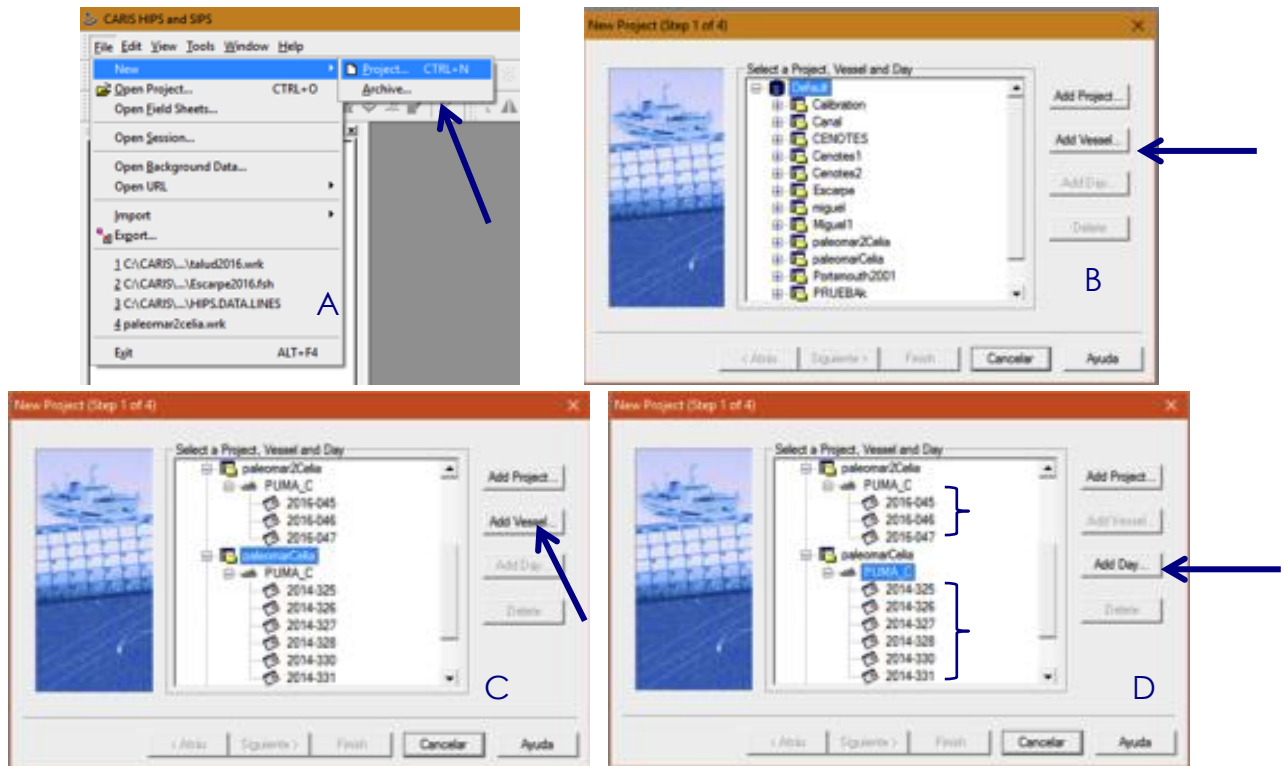 CARIS HIPS and SIPS
File Edit View Tools Window Help
New
Project... CTRL+N
Archive...
Open Project... CTRL+O
Open Field Sheets...
Open Session...
Open Background Data...
Open URL
Import
Export...
1 C:\CARIS\...\talud2016.wrk
2 C:\CARIS\...\Escarpe2016.fsh
3 C:\CARIS\...\HIPS.DATA.LINES
4 paleomar2celia.wrk
Exit ALT+F4
A
New Project (Step 1 of 4)
Select a Project, Vessel and Day
Default
Calibration
Canal
CENOTES
Cenotes1
Cenotes2
Escarpe
miguel
Miguel1
paleomar2Celia
paleomarCelia
Portsmouth2001
PRUEBAk
Add Project...
Add Vessel...
Add Day...
Delete
B
< Atrás Siguiente > Finish Cancelar Ayuda
New Project (Step 1 of 4)
Select a Project, Vessel and Day
paleomar2Celia
PUMA_C
2016-045
2016-046
2016-047
paleomarCelia
PUMA_C
2014-325
2014-326
2014-327
2014-328
2014-330
2014-331
Add Project...
Add Vessel...
Add Day...
Delete
C
< Atrás Siguiente > Finish Cancelar Ayuda
New Project (Step 1 of 4)
Select a Project, Vessel and Day
paleomar2Celia
PUMA_C
2016-045
2016-046
2016-047
paleomarCelia
PUMA_C
2014-325
2014-326
2014-327
2014-328
2014-330
2014-331
Add Project...
Add Vessel...
Add Day...
Delete
D
< Atrás Siguiente > Finish Cancelar Ayuda